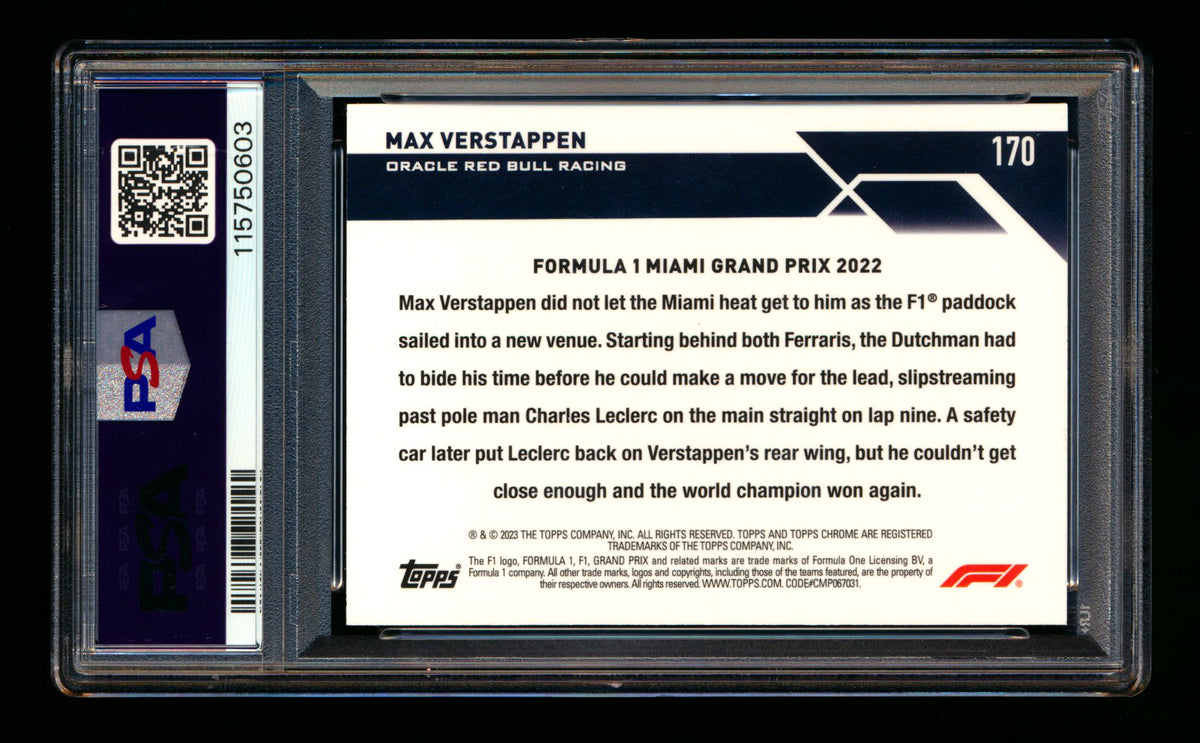 MAX VERSTAPPEN
ORACLE RED BULL RACING
170
FORMULA 1 MIAMI GRAND PRIX 2022
Max Verstappen did not let the Miami heat get to him as the F1® paddock
sailed into a new venue. Starting behind both Ferraris, the Dutchman had
to bide his time before he could make a move for the lead, slipstreaming
past pole man Charles Leclerc on the main straight on lap nine. A safety
car later put Leclerc back on Verstappen's rear wing, but he couldn't get
close enough and the world champion won again.
® & © 2023 THE TOPPS COMPANY, INC. ALL RIGHTS RESERVED. TOPPS AND TOPPS CHROME ARE REGISTERED
TRADEMARKS OF THE TOPPS COMPANY, INC.
The F1 logo, FORMULA 1, F1, GRAND PRIX and related marks are trade marks of Formula One Licensing BV, a
Formula 1 company. All other trade marks, logos and copyrights, including those of the teams featured, are the property of
their respective owners. All rights reserved. WWW.TOPPS.COM. CODE#CMP067031.
TOPPS®
F1®
115750603
PSA
PSA
PSA PSA PSA
PSA PSA PSA